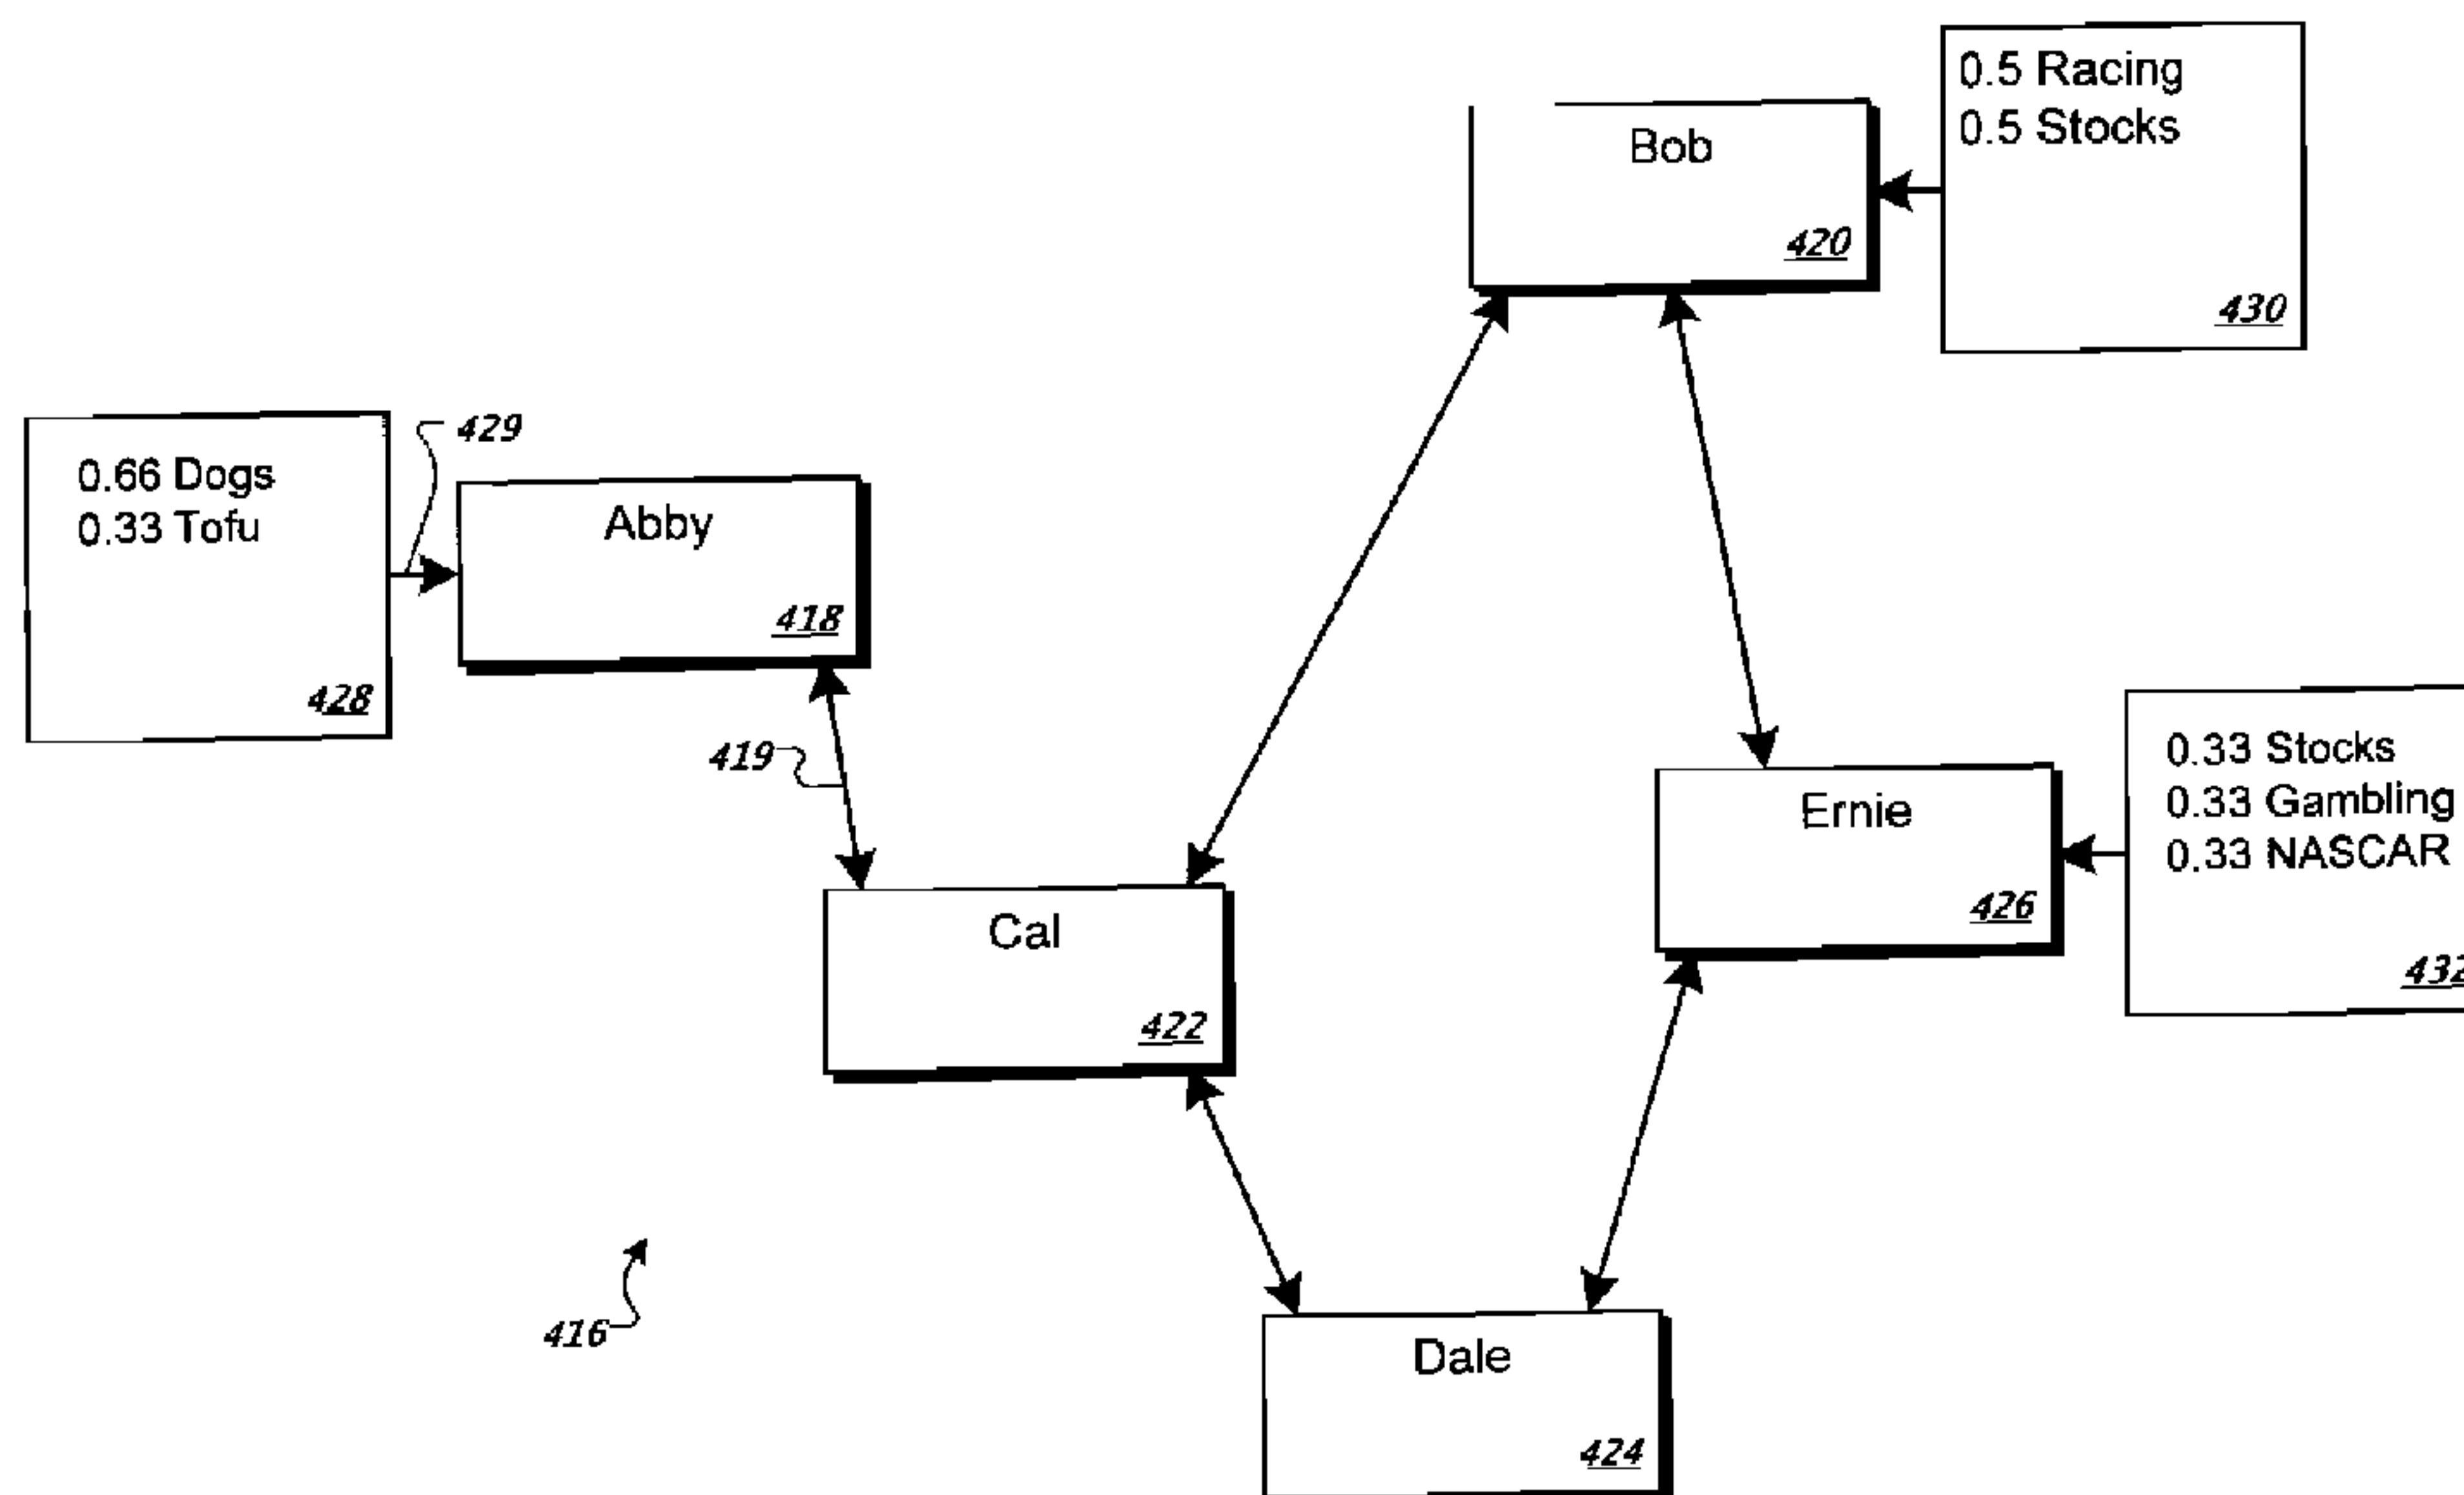 0.5 Racing
0.5 Stocks
430
Bob
420
429
0.66 Dogs
0.33 Tofu
428
Abby
418
419
0.33 Stocks
0.33 Gambling
0.33 NASCAR
432
Ernie
426
Cal
422
416
Dale
424